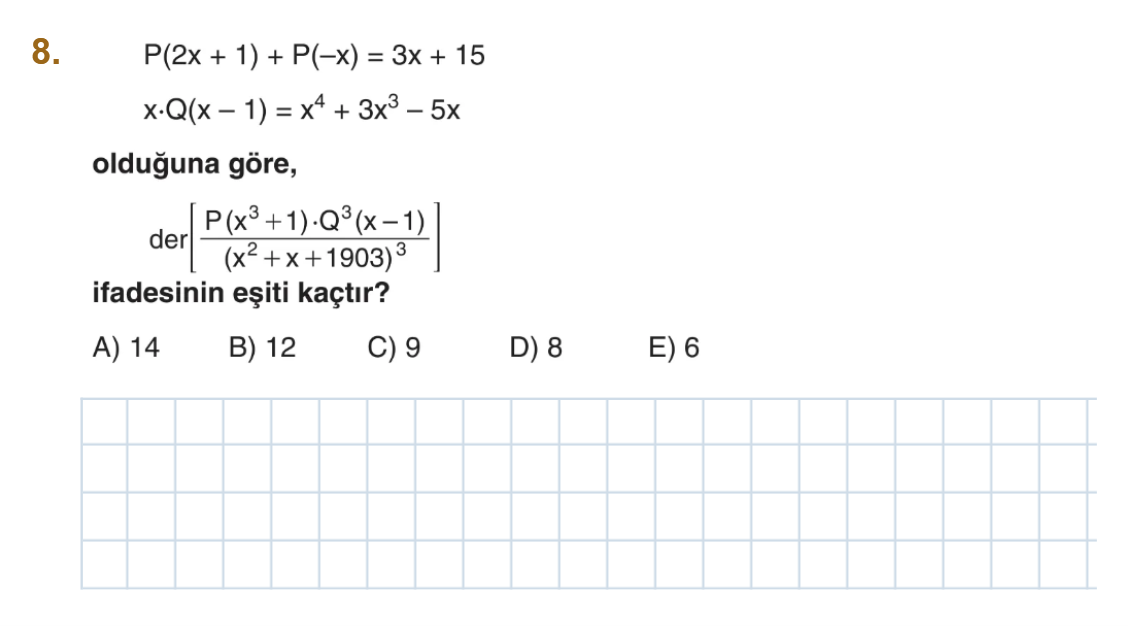 8. P(2x + 1) + P(–x) = 3x + 15
x·Q(x – 1) = x⁴ + 3x³ – 5x
olduğuna göre,
der[P(x³+1)·Q³(x–1) / (x²+x+1903)³]
ifadesinin eşiti kaçtır?
A) 14 B) 12 C) 9 D) 8 E) 6